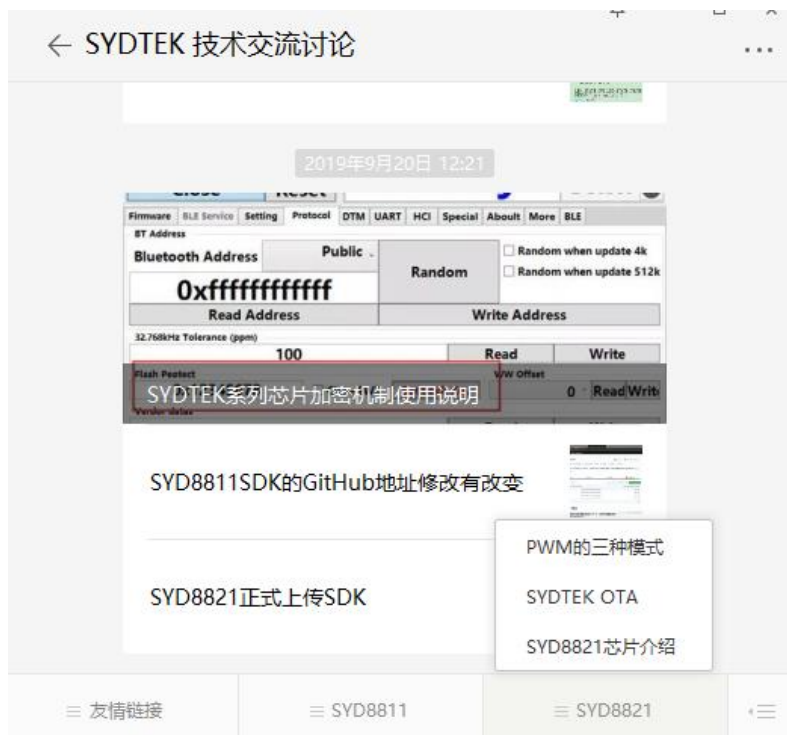 ← SYDTEK 技术交流讨论
2019年9月20日 12:21
Close Reset
Firmware BLE Service Setting Protocol DTM UART HCI Special Aboult More BLE
BT Address
Bluetooth Address Public
Random
Random when update 4k
Random when update 512k
0xffffffffffff
Read Address Write Address
32.768kHz Tolerance (ppm)
100 Read Write
Flash Peotect
VW Offset
0 Read Write
SYDTEK系列芯片加密机制使用说明
SYD8811SDK的GitHub地址修改有改变
SYD8821正式上传SDK
PWM的三种模式
SYDTEK OTA
SYD8821芯片介绍
友情链接 SYD8811 SYD8821